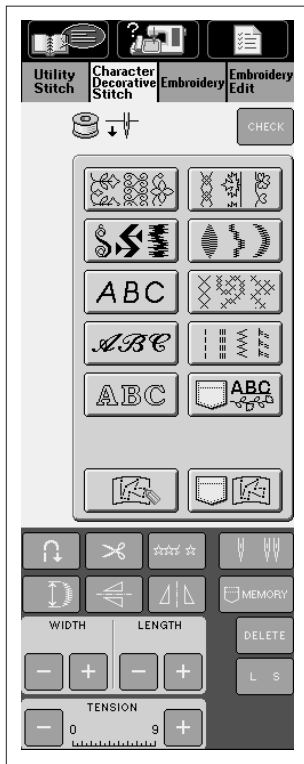 ?
Utility
Stitch
Character
Decorative
Stitch
Embroidery
Embroidery
Edit
CHECK
ABC
ABC
ABC
ABC
MEMORY
WIDTH
LENGTH
DELETE
- +
- +
L S
TENSION
- 0 9 +